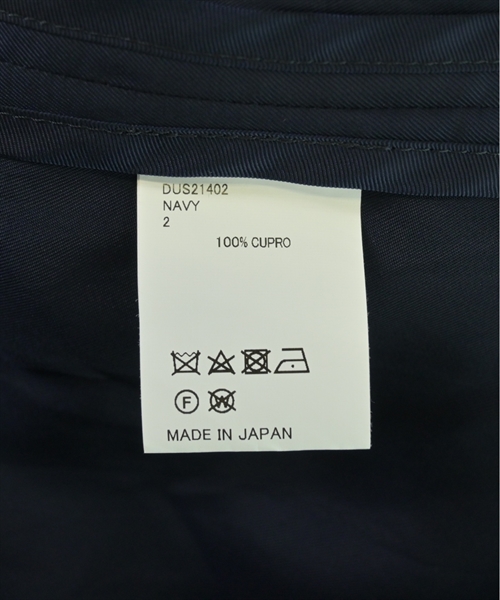 DUS21402
NAVY
2
100% CUPRO
F W
MADE IN JAPAN